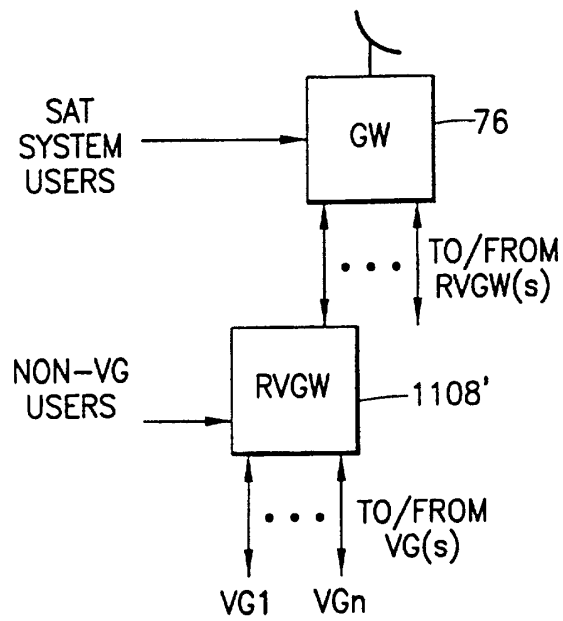 SAT
SYSTEM
USERS
GW
76
TO/FROM
RVGW(s)
NON-VG
USERS
RVGW
1108'
TO/FROM
VG(s)
VG1
VGn